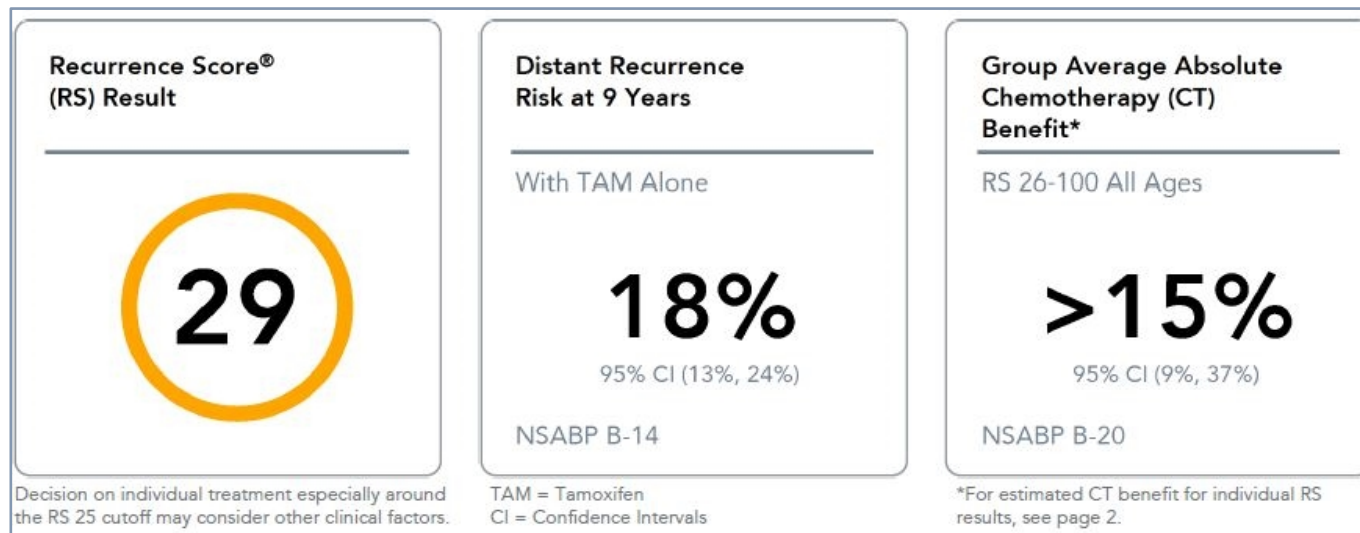 Recurrence Score®
(RS) Result
29
Decision on individual treatment especially around
the RS 25 cutoff may consider other clinical factors.
Distant Recurrence
Risk at 9 Years
With TAM Alone
18%
95% CI (13%, 24%)
NSABP B-14
TAM = Tamoxifen
CI = Confidence Intervals
Group Average Absolute
Chemotherapy (CT)
Benefit*
RS 26-100 All Ages
>15%
95% CI (9%, 37%)
NSABP B-20
*For estimated CT benefit for individual RS
results, see page 2.